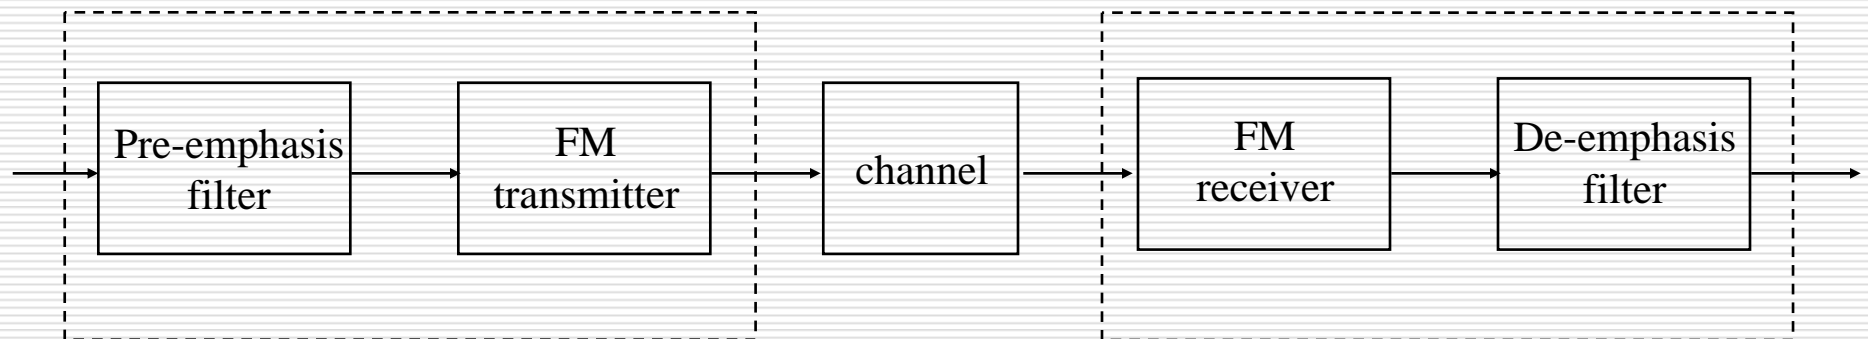 Pre-emphasis
filter
FM
transmitter
channel
FM
receiver
De-emphasis
filter